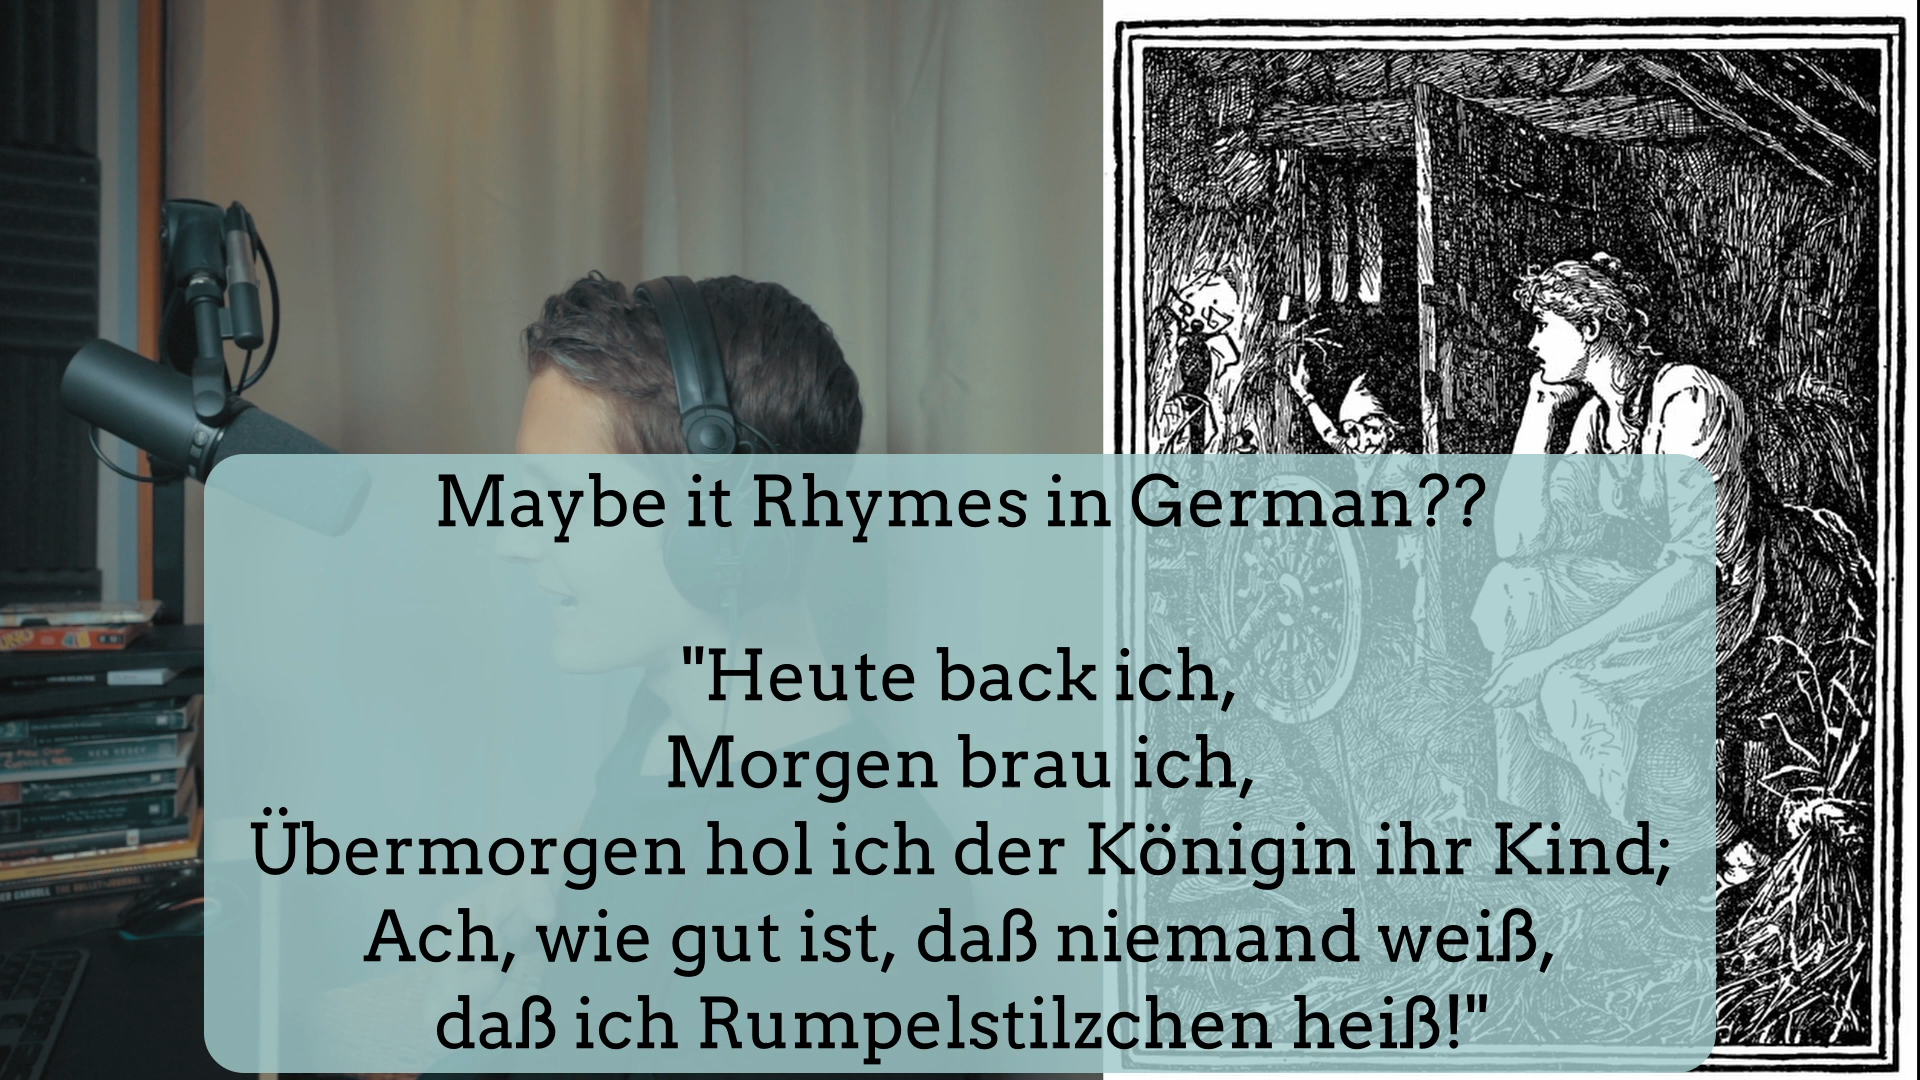 Maybe it Rhymes in German??
"Heute back ich,
Morgen brau ich,
Übermorgen hol ich der Königin ihr Kind;
Ach, wie gut ist, daß niemand weiß,
daß ich Rumpelstilzchen heiß!"
UNO